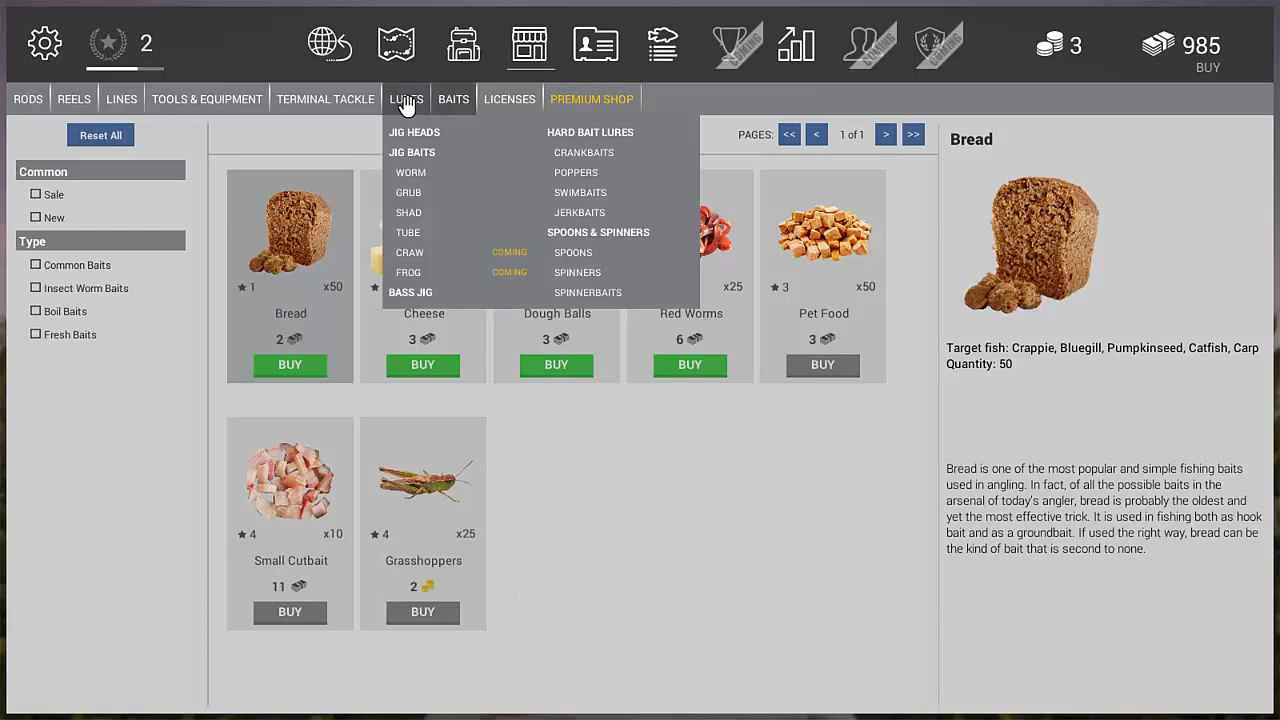 2
COMING
COMING
COMING
3
985
BUY
RODS
REELS
LINES
TOOLS & EQUIPMENT
TERMINAL TACKLE
BAITS
LICENSES
PREMIUM SHOP
Reset All
Common
Sale
New
Type
Common Baits
Insect Worm Baits
Boil Baits
Fresh Baits
JIG HEADS
JIG BAITS
WORM
GRUB
SHAD
TUBE
CRAW COMING
FROG COMING
BASS JIG
HARD BAIT LURES
CRANKBAITS
POPPERS
SWIMBAITS
JERKBAITS
SPOONS & SPINNERS
SPOONS
SPINNERS
SPINNERBAITS
PAGES: << < 1 of 1 > >>
1 x50
Bread
2
BUY
Cheese
3
BUY
Dough Balls
3
BUY
x25
Red Worms
6
BUY
3 x50
Pet Food
3
BUY
4 x10
Small Cutbait
11
BUY
4 x25
Grasshoppers
2
BUY
Bread
Target fish: Crappie, Bluegill, Pumpkinseed, Catfish, Carp
Quantity: 50
Bread is one of the most popular and simple fishing baits
used in angling. In fact, of all the possible baits in the
arsenal of today's angler, bread is probably the oldest and
yet the most effective trick. It is used in fishing both as hook
bait and as a groundbait. If used the right way, bread can be
the kind of bait that is second to none.